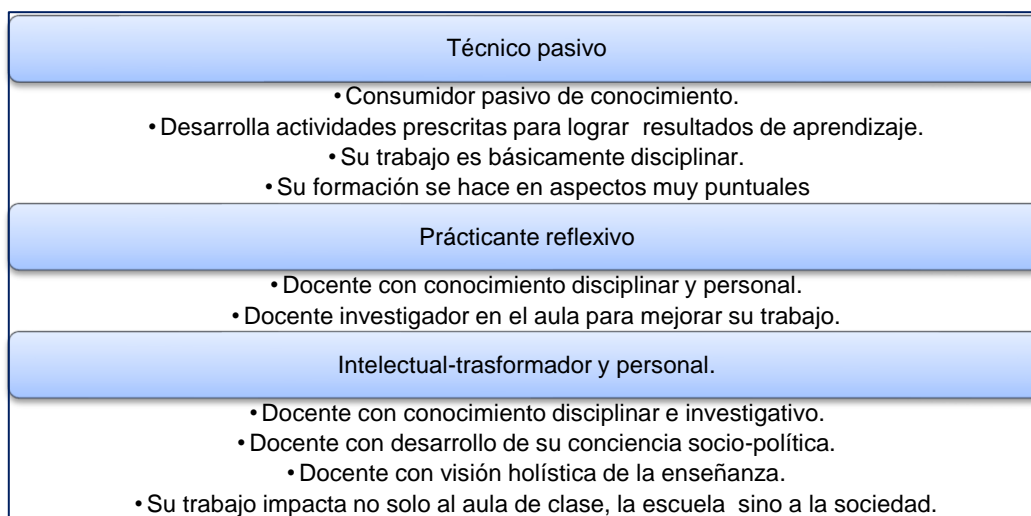 Técnico pasivo
• Consumidor pasivo de conocimiento.
• Desarrolla actividades prescritas para lograr resultados de aprendizaje.
• Su trabajo es básicamente disciplinar.
• Su formación se hace en aspectos muy puntuales
Prácticante reflexivo
• Docente con conocimiento disciplinar y personal.
• Docente investigador en el aula para mejorar su trabajo.
Intelectual-trasformador y personal.
• Docente con conocimiento disciplinar e investigativo.
• Docente con desarrollo de su conciencia socio-política.
• Docente con visión holística de la enseñanza.
• Su trabajo impacta no solo al aula de clase, la escuela sino a la sociedad.